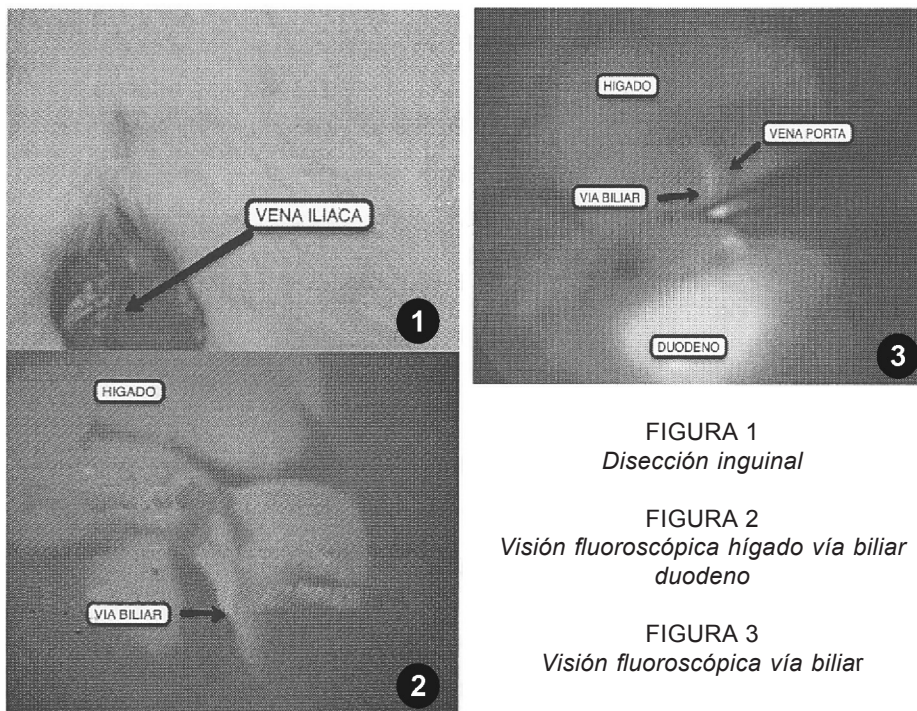 VENA ILIACA
1
HIGADO
VIA BILIAR
2
HIGADO
VENA PORTA
VIA BILIAR
DUODENO
3
FIGURA 1
Disección inguinal
FIGURA 2
Visión fluoroscópica hígado vía biliar
duodeno
FIGURA 3
Visión fluoroscópica vía biliar